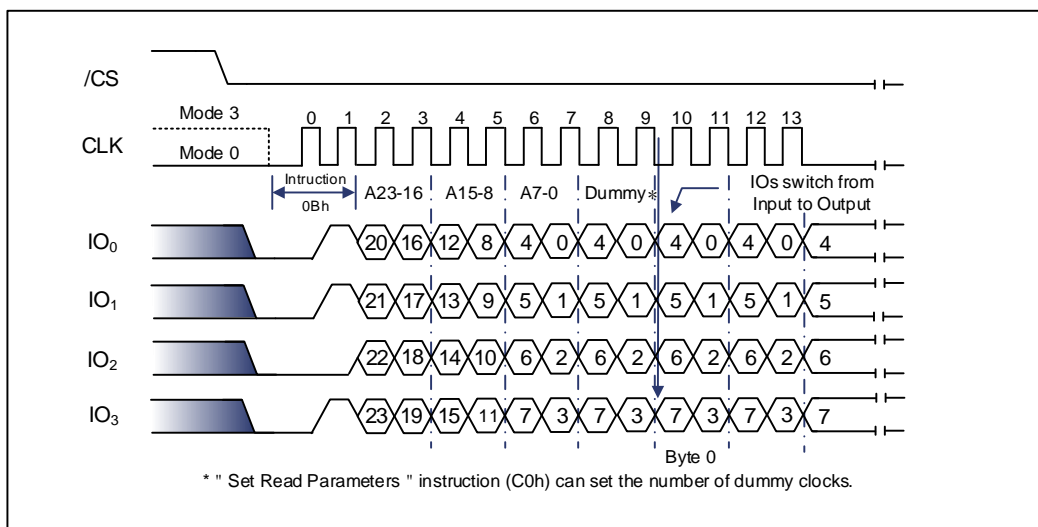 /CS
Mode 3
0 1 2 3 4 5 6 7 8 9 10 11 12 13
CLK
Mode 0
Intruction A23-16 A15-8 A7-0 Dummy* IOs switch from
0Bh Input to Output
IO0 20 16 12 8 4 0 4 0 4 0 4 0 4
IO1 21 17 13 9 5 1 5 1 5 1 5 1 5
IO2 22 18 14 10 6 2 6 2 6 2 6 2 6
IO3 23 19 15 11 7 3 7 3 7 3 7 3 7
Byte 0
* " Set Read Parameters " instruction (C0h) can set the number of dummy clocks.